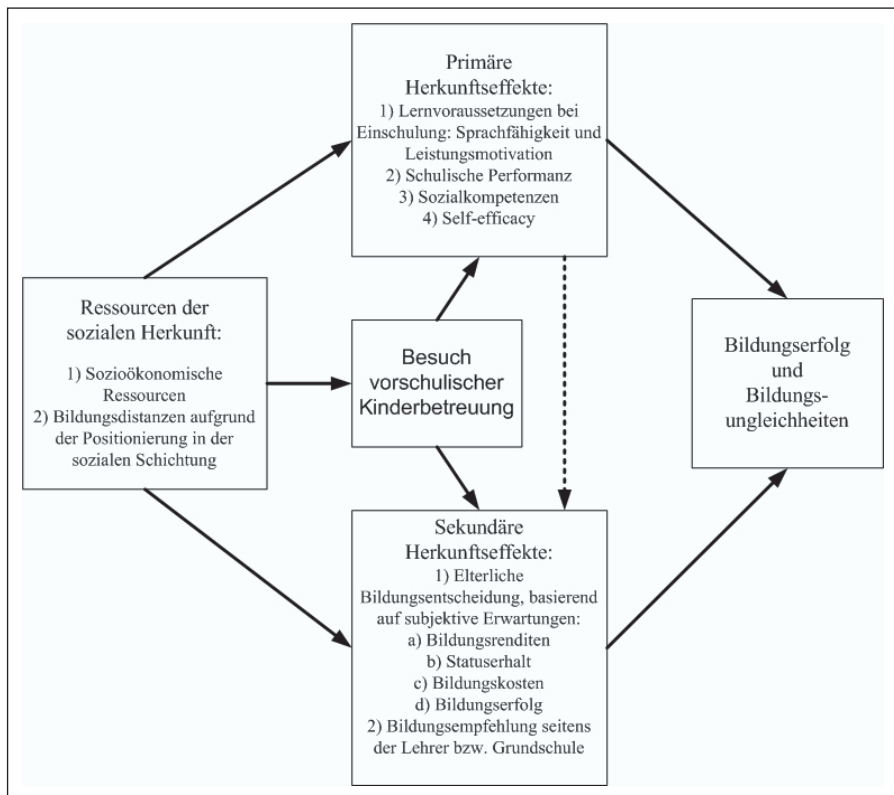 Primäre
Herkunftseffekte:
1) Lernvoraussetzungen bei
Einschulung: Sprachfähigkeit und
Leistungsmotivation
2) Schulische Performanz
3) Sozialkompetenzen
4) Self-efficacy
Ressourcen der
sozialen Herkunft:
1) Sozioökonomische
Ressourcen
2) Bildungsdistanzen aufgrund
der Positionierung in der
sozialen Schichtung
Besuch
vorschulischer
Kinderbetreuung
Bildungserfolg
und
Bildungs-
ungleichheiten
Sekundäre
Herkunftseffekte:
1) Elterliche
Bildungsentscheidung, basierend
auf subjektive Erwartungen:
a) Bildungsrenditen
b) Statuserhalt
c) Bildungskosten
d) Bildungserfolg
2) Bildungsempfehlung seitens
der Lehrer bzw. Grundschule